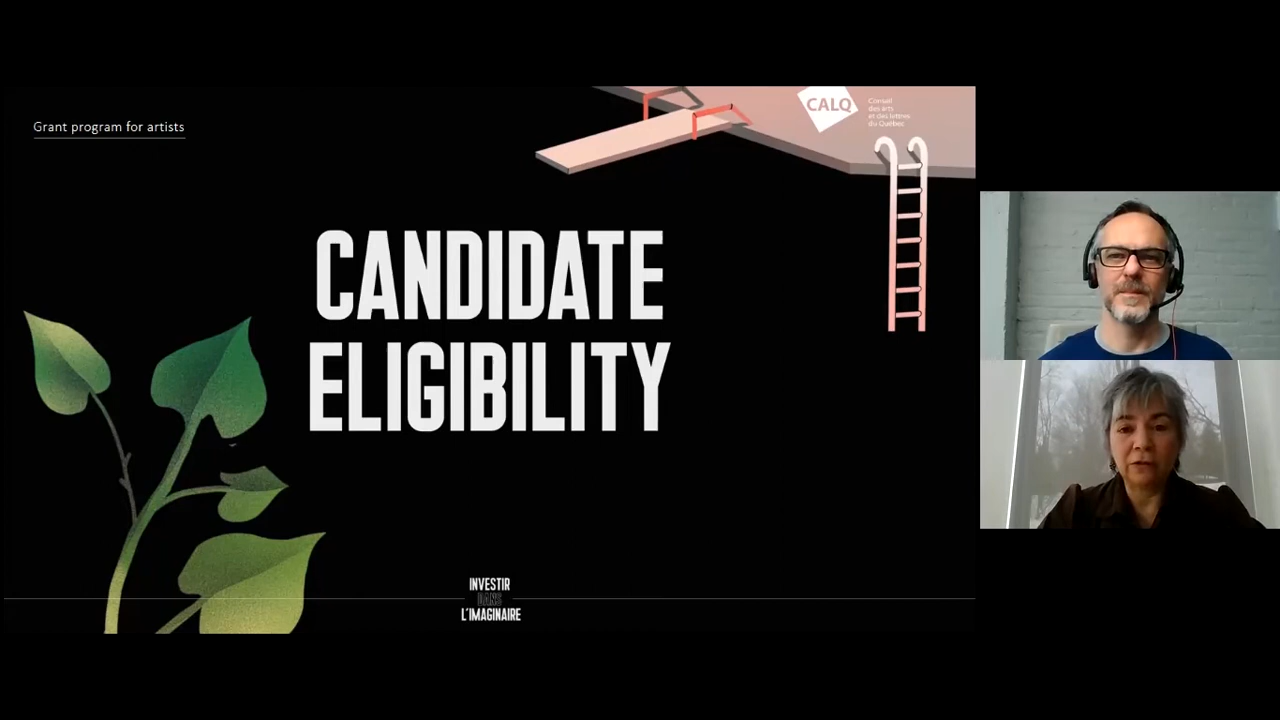 Grant program for artists
CALQ
Conseil
des arts
et des lettres
du Québec
CANDIDATE
ELIGIBILITY
INVESTIR
DANS
L'IMAGINAIRE